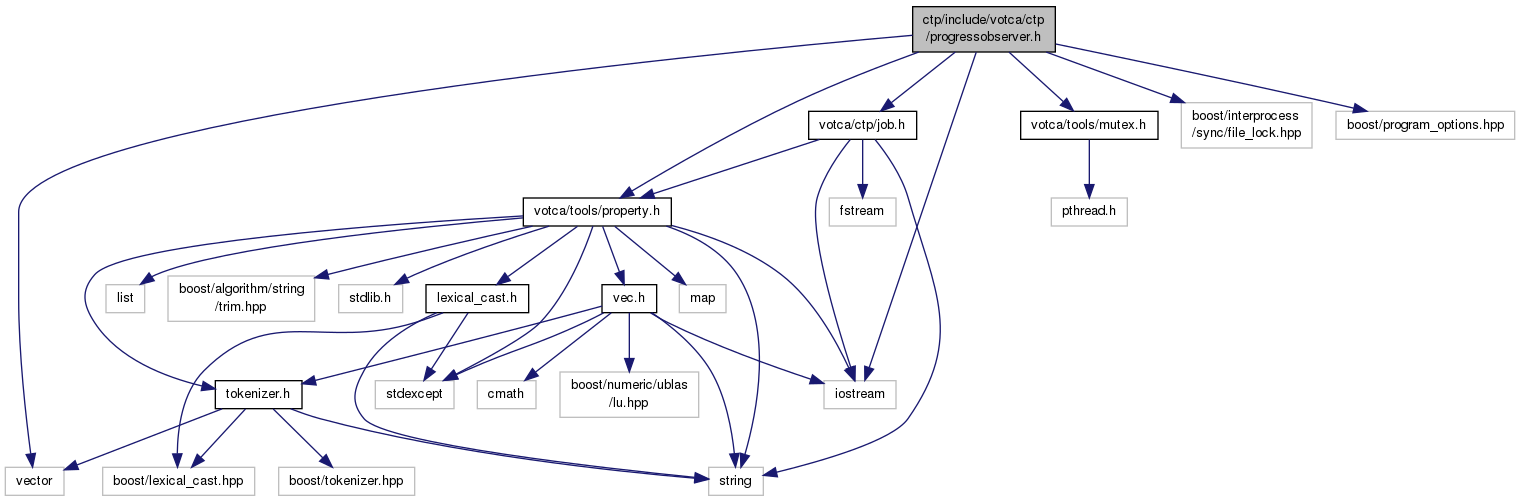 ctp/include/votca/ctp
/progressobserver.h
votca/ctp/job.h
votca/tools/mutex.h
boost/interprocess
/sync/file_lock.hpp
boost/program_options.hpp
votca/tools/property.h
fstream
pthread.h
list
boost/algorithm/string
/trim.hpp
stdlib.h
lexical_cast.h
vec.h
map
tokenizer.h
stdexcept
cmath
boost/numeric/ublas
/lu.hpp
iostream
vector
boost/lexical_cast.hpp
boost/tokenizer.hpp
string